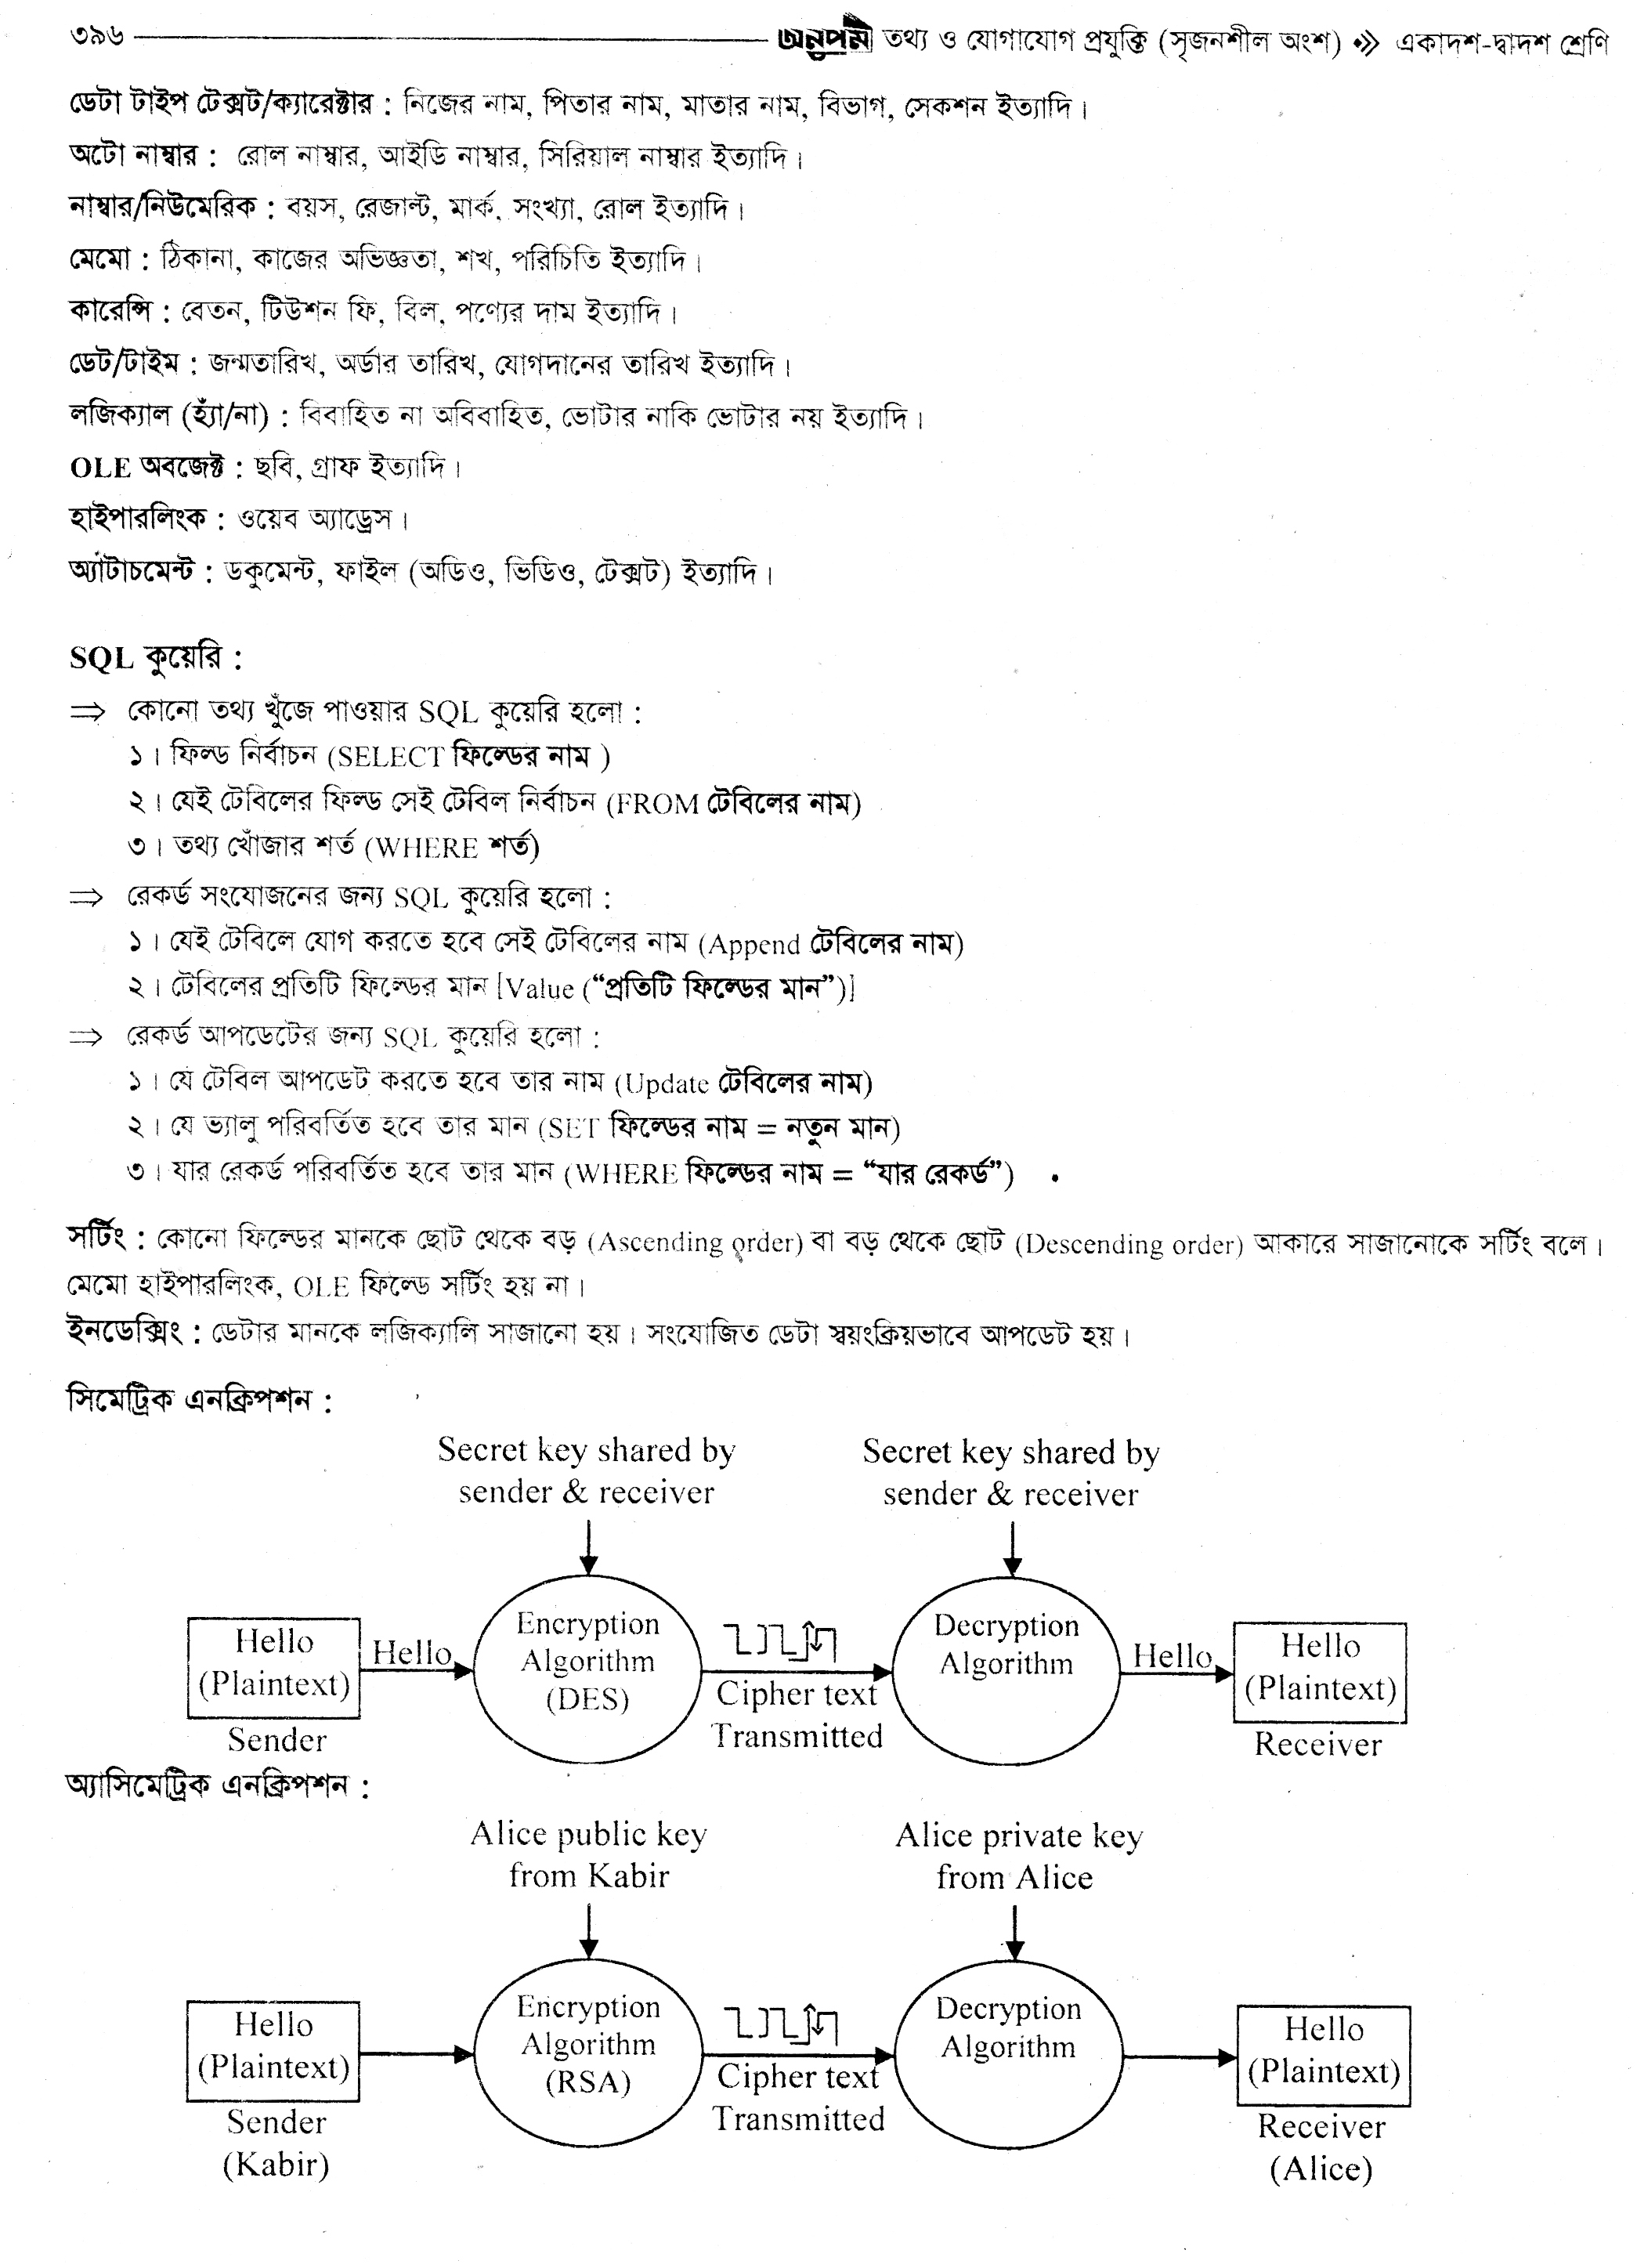 ৩৯৬ অনুপম তথ্য ও যোগাযোগ প্রযুক্তি (সৃজনশীল অংশ) একাদশ-দ্বাদশ শ্রেণি
ডেটা টাইপ টেক্সট/ক্যারেক্টার : নিজের নাম, পিতার নাম, মাতার নাম, বিভাগ, সেকশন ইত্যাদি।
অটো নাম্বার : রোল নাম্বার, আইডি নাম্বার, সিরিয়াল নাম্বার ইত্যাদি।
নাম্বার/নিউমেরিক : বয়স, রেজাল্ট, মার্ক, সংখ্যা, রোল ইত্যাদি।
মেমো : ঠিকানা, কাজের অভিজ্ঞতা, শখ, পরিচিতি ইত্যাদি।
কারেন্সি : বেতন, টিউশন ফি, বিল, পণ্যের দাম ইত্যাদি।
ডেট/টাইম : জন্মতারিখ, অর্ডার তারিখ, যোগদানের তারিখ ইত্যাদি।
লজিক্যাল (হ্যাঁ/না) : বিবাহিত না অবিবাহিত, ভোটার নাকি ভোটার নয় ইত্যাদি।
OLE অবজেক্ট : ছবি, গ্রাফ ইত্যাদি।
হাইপারলিংক : ওয়েব অ্যাড্রেস।
অ্যাটাচমেন্ট : ডকুমেন্ট, ফাইল (অডিও, ভিডিও, টেক্সট) ইত্যাদি।
SQL কুয়েরি :
⇒ কোনো তথ্য খুঁজে পাওয়ার SQL কুয়েরি হলো :
১। ফিল্ড নির্বাচন (SELECT ফিল্ডের নাম )
২। যেই টেবিলের ফিল্ড সেই টেবিল নির্বাচন (FROM টেবিলের নাম)
৩। তথ্য খোঁজার শর্ত (WHERE শর্ত)
⇒ রেকর্ড সংযোজনের জন্য SQL কুয়েরি হলো :
১। যেই টেবিলে যোগ করতে হবে সেই টেবিলের নাম (Append টেবিলের নাম)
২। টেবিলের প্রতিটি ফিল্ডের মান [Value (“প্রতিটি ফিল্ডের মান”)]
⇒ রেকর্ড আপডেটের জন্য SQL কুয়েরি হলো :
১। যে টেবিল আপডেট করতে হবে তার নাম (Update টেবিলের নাম)
২। যে ভ্যালু পরিবর্তিত হবে তার মান (SET ফিল্ডের নাম = নতুন মান)
৩। যার রেকর্ড পরিবর্তিত হবে তার মান (WHERE ফিল্ডের নাম = “যার রেকর্ড”)
সর্টিং : কোনো ফিল্ডের মানকে ছোট থেকে বড় (Ascending order) বা বড় থেকে ছোট (Descending order) আকারে সাজানোকে সর্টিং বলে।
মেমো হাইপারলিংক, OLE ফিল্ডে সর্টিং হয় না।
ইনডেক্সিং : ডেটার মানকে লজিক্যালি সাজানো হয়। সংযোজিত ডেটা স্বয়ংক্রিয়ভাবে আপডেট হয়।
সিমেট্রিক এনক্রিপশন :
Secret key shared by
sender & receiver
Secret key shared by
sender & receiver
Hello
(Plaintext)
Sender
Hello
Encryption
Algorithm
(DES)
Cipher text
Transmitted
Decryption
Algorithm
Hello
Hello
(Plaintext)
Receiver
অ্যাসিমেট্রিক এনক্রিপশন :
Alice public key
from Kabir
Alice private key
from Alice
Hello
(Plaintext)
Sender
(Kabir)
Encryption
Algorithm
(RSA)
Cipher text
Transmitted
Decryption
Algorithm
Hello
(Plaintext)
Receiver
(Alice)